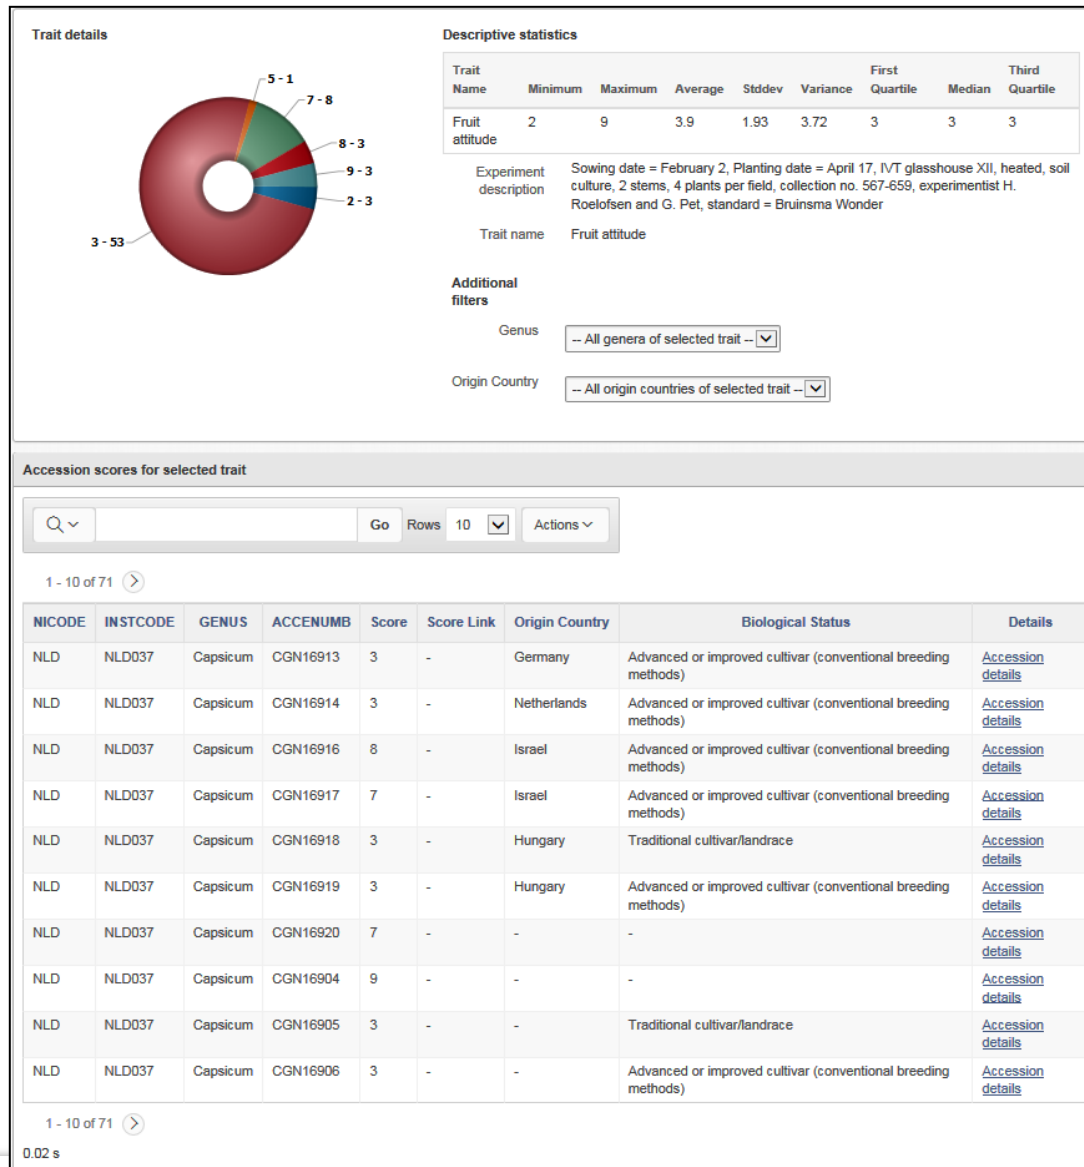 Trait details
5 - 1
7 - 8
8 - 3
9 - 3
2 - 3
3 - 53
Descriptive statistics
Trait Name Minimum Maximum Average Stddev Variance First Quartile Median Third Quartile
Fruit attitude 2 9 3.9 1.93 3.72 3 3 3
Experiment description Sowing date = February 2, Planting date = April 17, IVT glasshouse XII, heated, soil
culture, 2 stems, 4 plants per field, collection no. 567-659, experimentist H.
Roelofsen and G. Pet, standard = Bruinsma Wonder
Trait name Fruit attitude
Additional
filters
Genus -- All genera of selected trait --
Origin Country -- All origin countries of selected trait --
Accession scores for selected trait
Go Rows 10 Actions
1 - 10 of 71
NICODE INSTCODE GENUS ACCENUMB Score Score Link Origin Country Biological Status Details
NLD NLD037 Capsicum CGN16913 3 - Germany Advanced or improved cultivar (conventional breeding methods) Accession details
NLD NLD037 Capsicum CGN16914 3 - Netherlands Advanced or improved cultivar (conventional breeding methods) Accession details
NLD NLD037 Capsicum CGN16916 8 - Israel Advanced or improved cultivar (conventional breeding methods) Accession details
NLD NLD037 Capsicum CGN16917 7 - Israel Advanced or improved cultivar (conventional breeding methods) Accession details
NLD NLD037 Capsicum CGN16918 3 - Hungary Traditional cultivar/landrace Accession details
NLD NLD037 Capsicum CGN16919 3 - Hungary Advanced or improved cultivar (conventional breeding methods) Accession details
NLD NLD037 Capsicum CGN16920 7 - - - Accession details
NLD NLD037 Capsicum CGN16904 9 - - - Accession details
NLD NLD037 Capsicum CGN16905 3 - - Traditional cultivar/landrace Accession details
NLD NLD037 Capsicum CGN16906 3 - - Advanced or improved cultivar (conventional breeding methods) Accession details
1 - 10 of 71
0.02 s